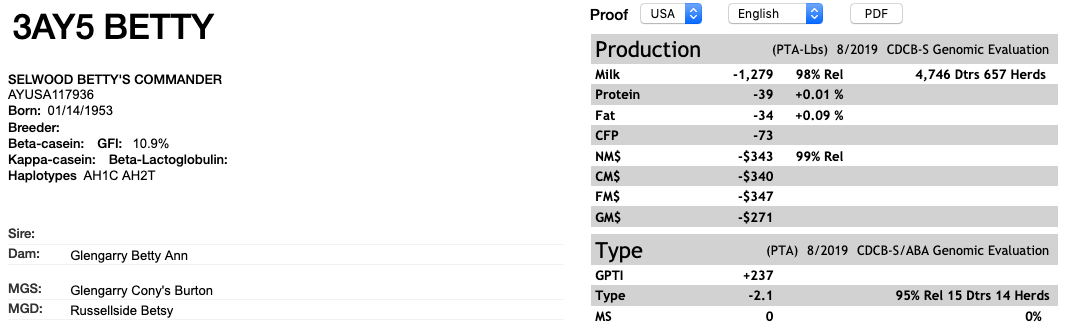 3AY5 BETTY
SELWOOD BETTY'S COMMANDER
AYUSA117936
Born: 01/14/1953
Breeder:
Beta-casein: GFI: 10.9%
Kappa-casein: Beta-Lactoglobulin:
Haplotypes AH1C AH2T
Sire:
Dam: Glengarry Betty Ann
MGS: Glengarry Cony's Burton
MGD: Russellside Betsy
Proof USA English PDF
Production (PTA-Lbs) 8/2019 CDCB-S Genomic Evaluation
Milk -1,279 98% Rel 4,746 Dtrs 657 Herds
Protein -39 +0.01 %
Fat -34 +0.09 %
CFP -73
NM$ -$343 99% Rel
CM$ -$340
FM$ -$347
GM$ -$271
Type (PTA) 8/2019 CDCB-S/ABA Genomic Evaluation
GPTI +237
Type -2.1 95% Rel 15 Dtrs 14 Herds
MS 0 0%